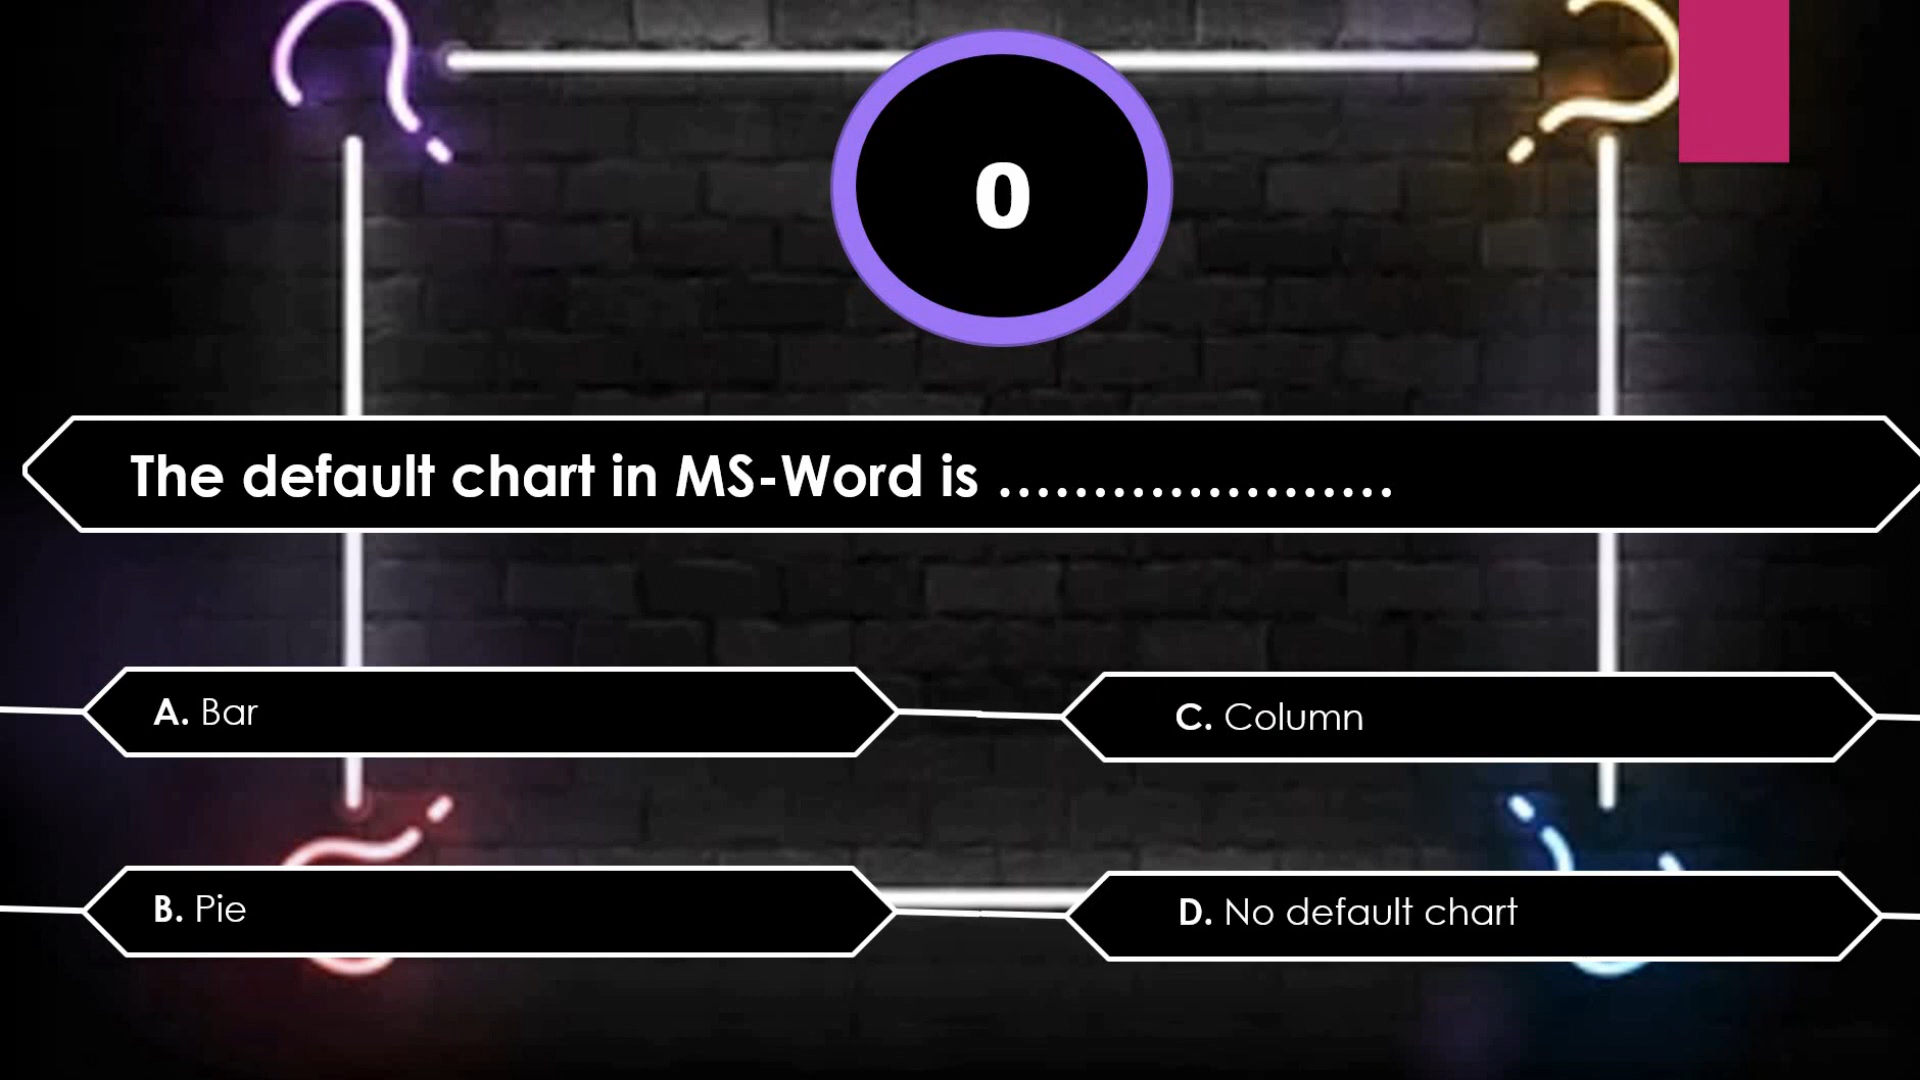 0
The default chart in MS-Word is .....................
A. Bar
C. Column
B. Pie
D. No default chart